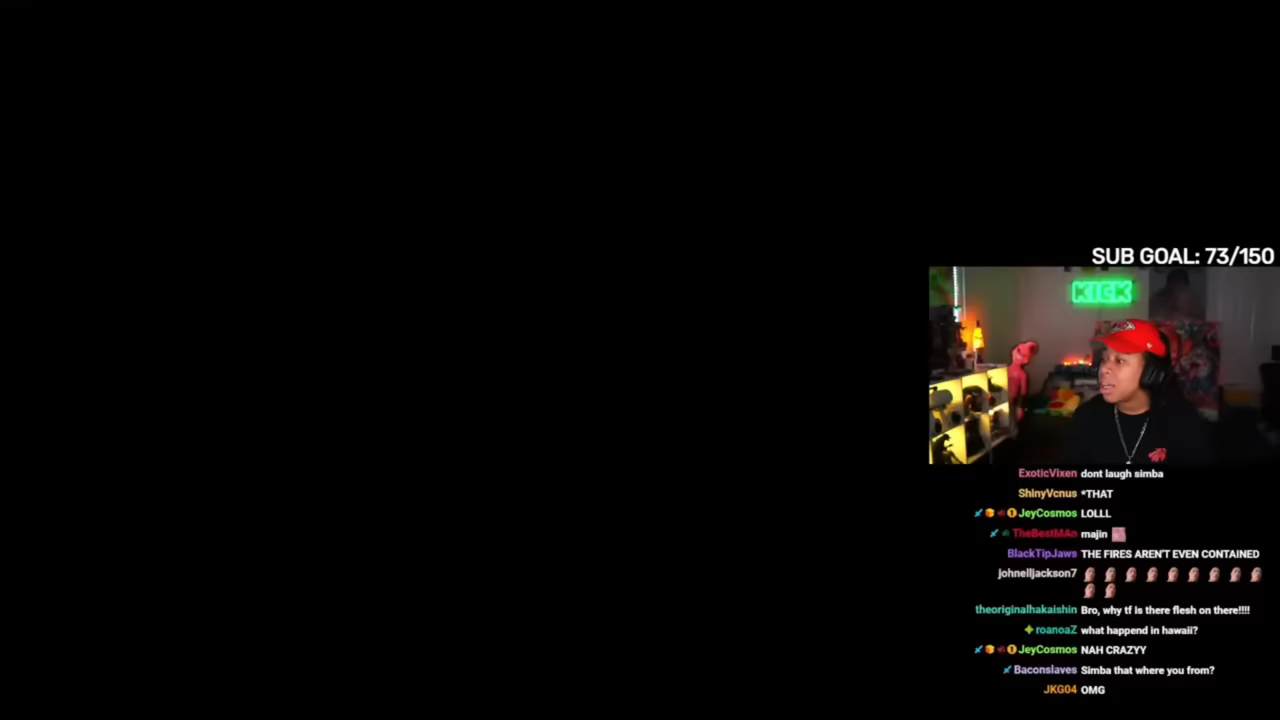 SUB GOAL: 73/150
KICK
ExoticVixen dont laugh simba
ShinyVcnus *THAT
JeyCosmos LOLLL
TheBestMAn majin
BlackTipJaws THE FIRES AREN'T EVEN CONTAINED
johnelljackson7
theoriginalhakaishin Bro, why tf is there flesh on there!!!!
roanoaZ what happend in hawaii?
JeyCosmos NAH CRAZYY
Baconslaves Simba that where you from?
JKG04 OMG